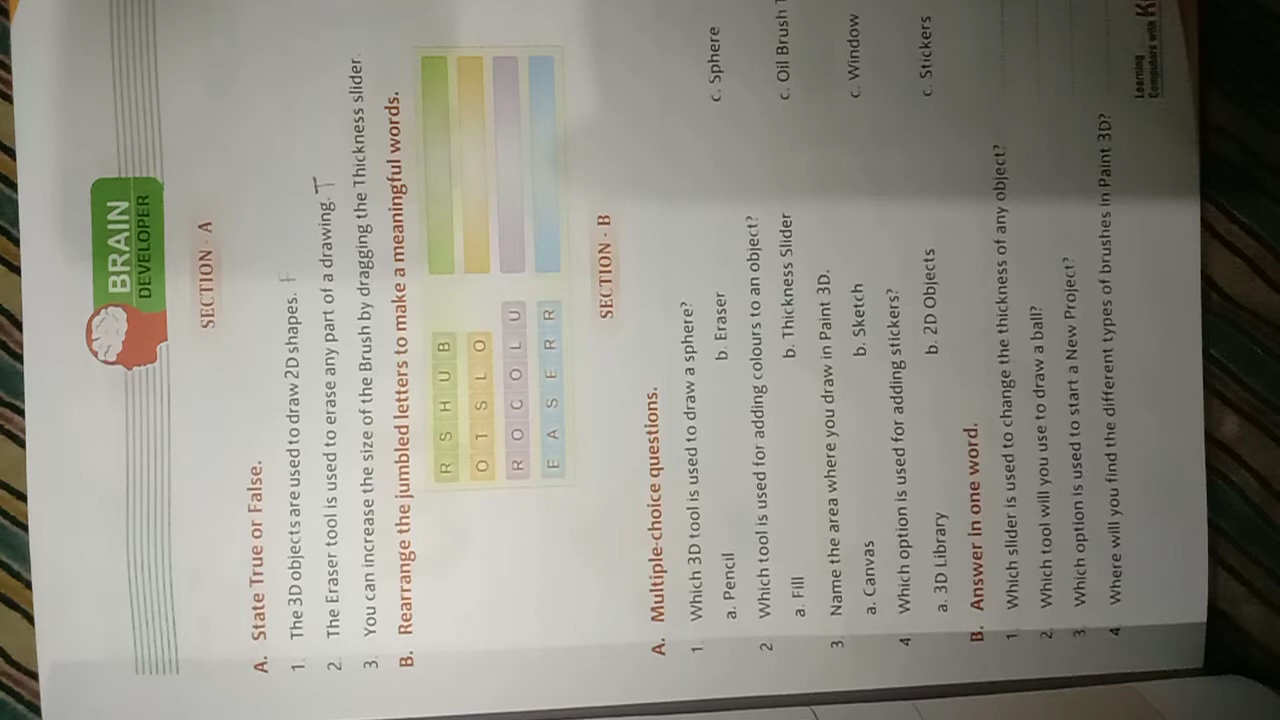 BRAIN
DEVELOPER
SECTION - A
A. State True or False.
1. The 3D objects are used to draw 2D shapes. F
2. The Eraser tool is used to erase any part of a drawing. T
3. You can increase the size of the Brush by dragging the Thickness slider.
B. Rearrange the jumbled letters to make a meaningful words.
R S H U B
O T S L O
R O C O L U
E A S E R R
SECTION - B
A. Multiple-choice questions.
1. Which 3D tool is used to draw a sphere?
a. Pencil b. Eraser c. Sphere
2. Which tool is used for adding colours to an object?
a. Fill b. Thickness Slider c. Oil Brush
3. Name the area where you draw in Paint 3D.
a. Canvas b. Sketch c. Window
4 Which option is used for adding stickers?
a. 3D Library b. 2D Objects c. Stickers
B. Answer in one word.
1. Which slider is used to change the thickness of any object?
2. Which tool will you use to draw a ball?
3. Which option is used to start a New Project?
4. Where will you find the different types of brushes in Paint 3D?
Learning
Computers with